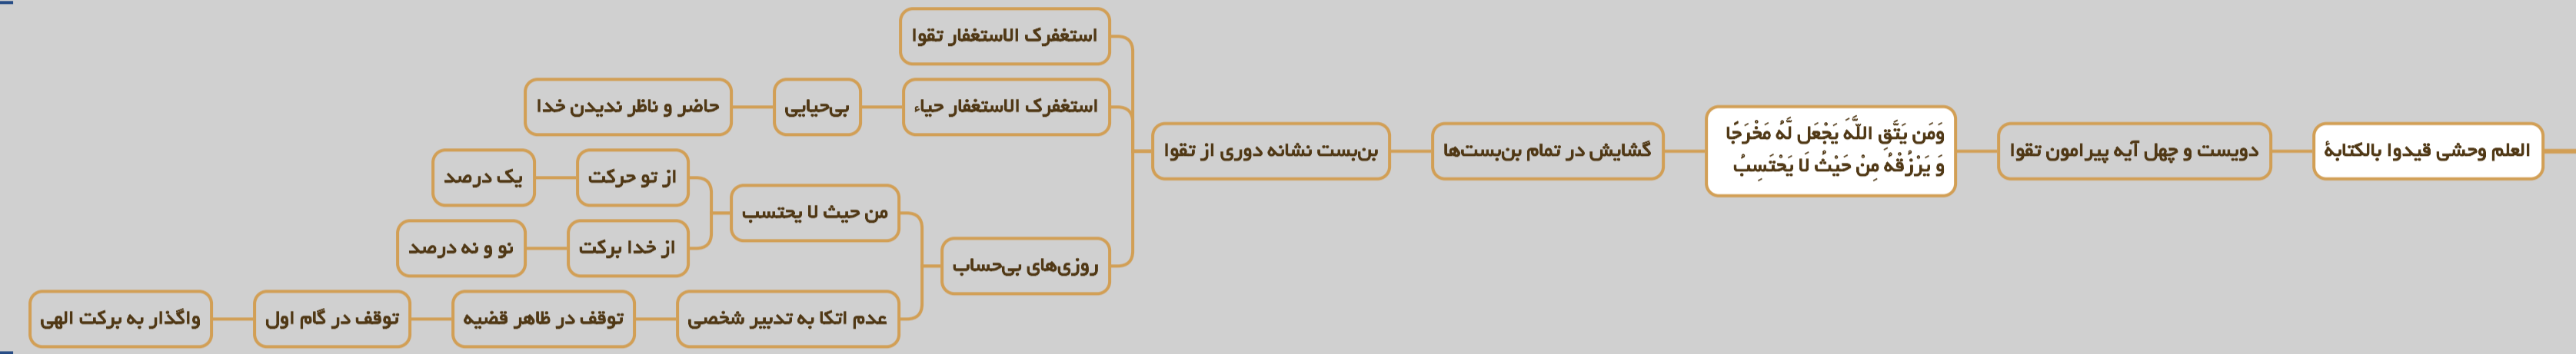 العلم وحشی قیدوا بالکتابة
دویست و چهل آیه پیرامون تقوا
وَمَن يَتَّقِ اللَّهَ يَجْعَل لَّهُ مَخْرَجًا
وَ يَرْزُقْهُ مِنْ حَيْثُ لَا يَحْتَسِبُ
گشایش در تمام بن‌بست‌ها
بن‌بست نشانه دوری از تقوا
استغفرک الاستغفار تقوا
استغفرک الاستغفار حیاء
بی‌حیایی
حاضر و ناظر ندیدن خدا
روزی‌های بی‌حساب
من حیث لا یحتسب
از تو حرکت
یک درصد
از خدا برکت
نو و نه درصد
عدم اتکا به تدبیر شخصی
توقف در ظاهر قضیه
توقف در گام اول
واگذار به برکت الهی